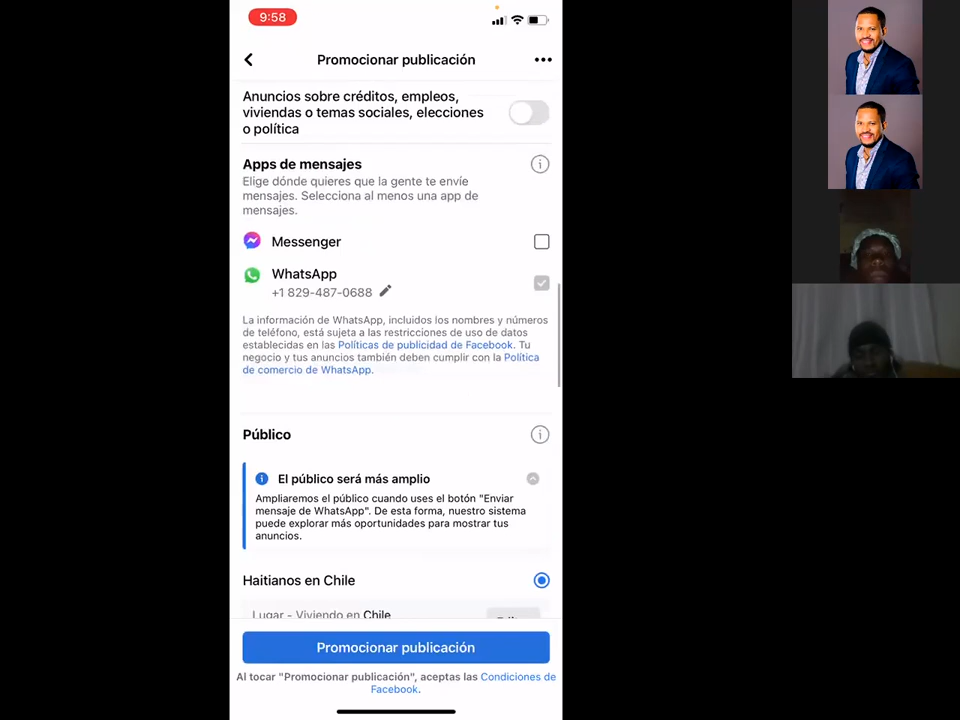 9:58
Promocionar publicación
Anuncios sobre créditos, empleos,
viviendas o temas sociales, elecciones
o política
Apps de mensajes
Elige dónde quieres que la gente te envíe
mensajes. Selecciona al menos una app de
mensajes.
Messenger
WhatsApp
+1 829-487-0688
La información de WhatsApp, incluidos los nombres y números
de teléfono, está sujeta a las restricciones de uso de datos
establecidas en las Políticas de publicidad de Facebook. Tu
negocio y tus anuncios también deben cumplir con la Política
de comercio de WhatsApp.
Público
El público será más amplio
Ampliaremos el público cuando uses el botón "Enviar
mensaje de WhatsApp". De esta forma, nuestro sistema
puede explorar más oportunidades para mostrar tus
anuncios.
Haitianos en Chile
Lugar - Viviendo en Chile
Promocionar publicación
Al tocar "Promocionar publicación", aceptas las Condiciones de
Facebook.